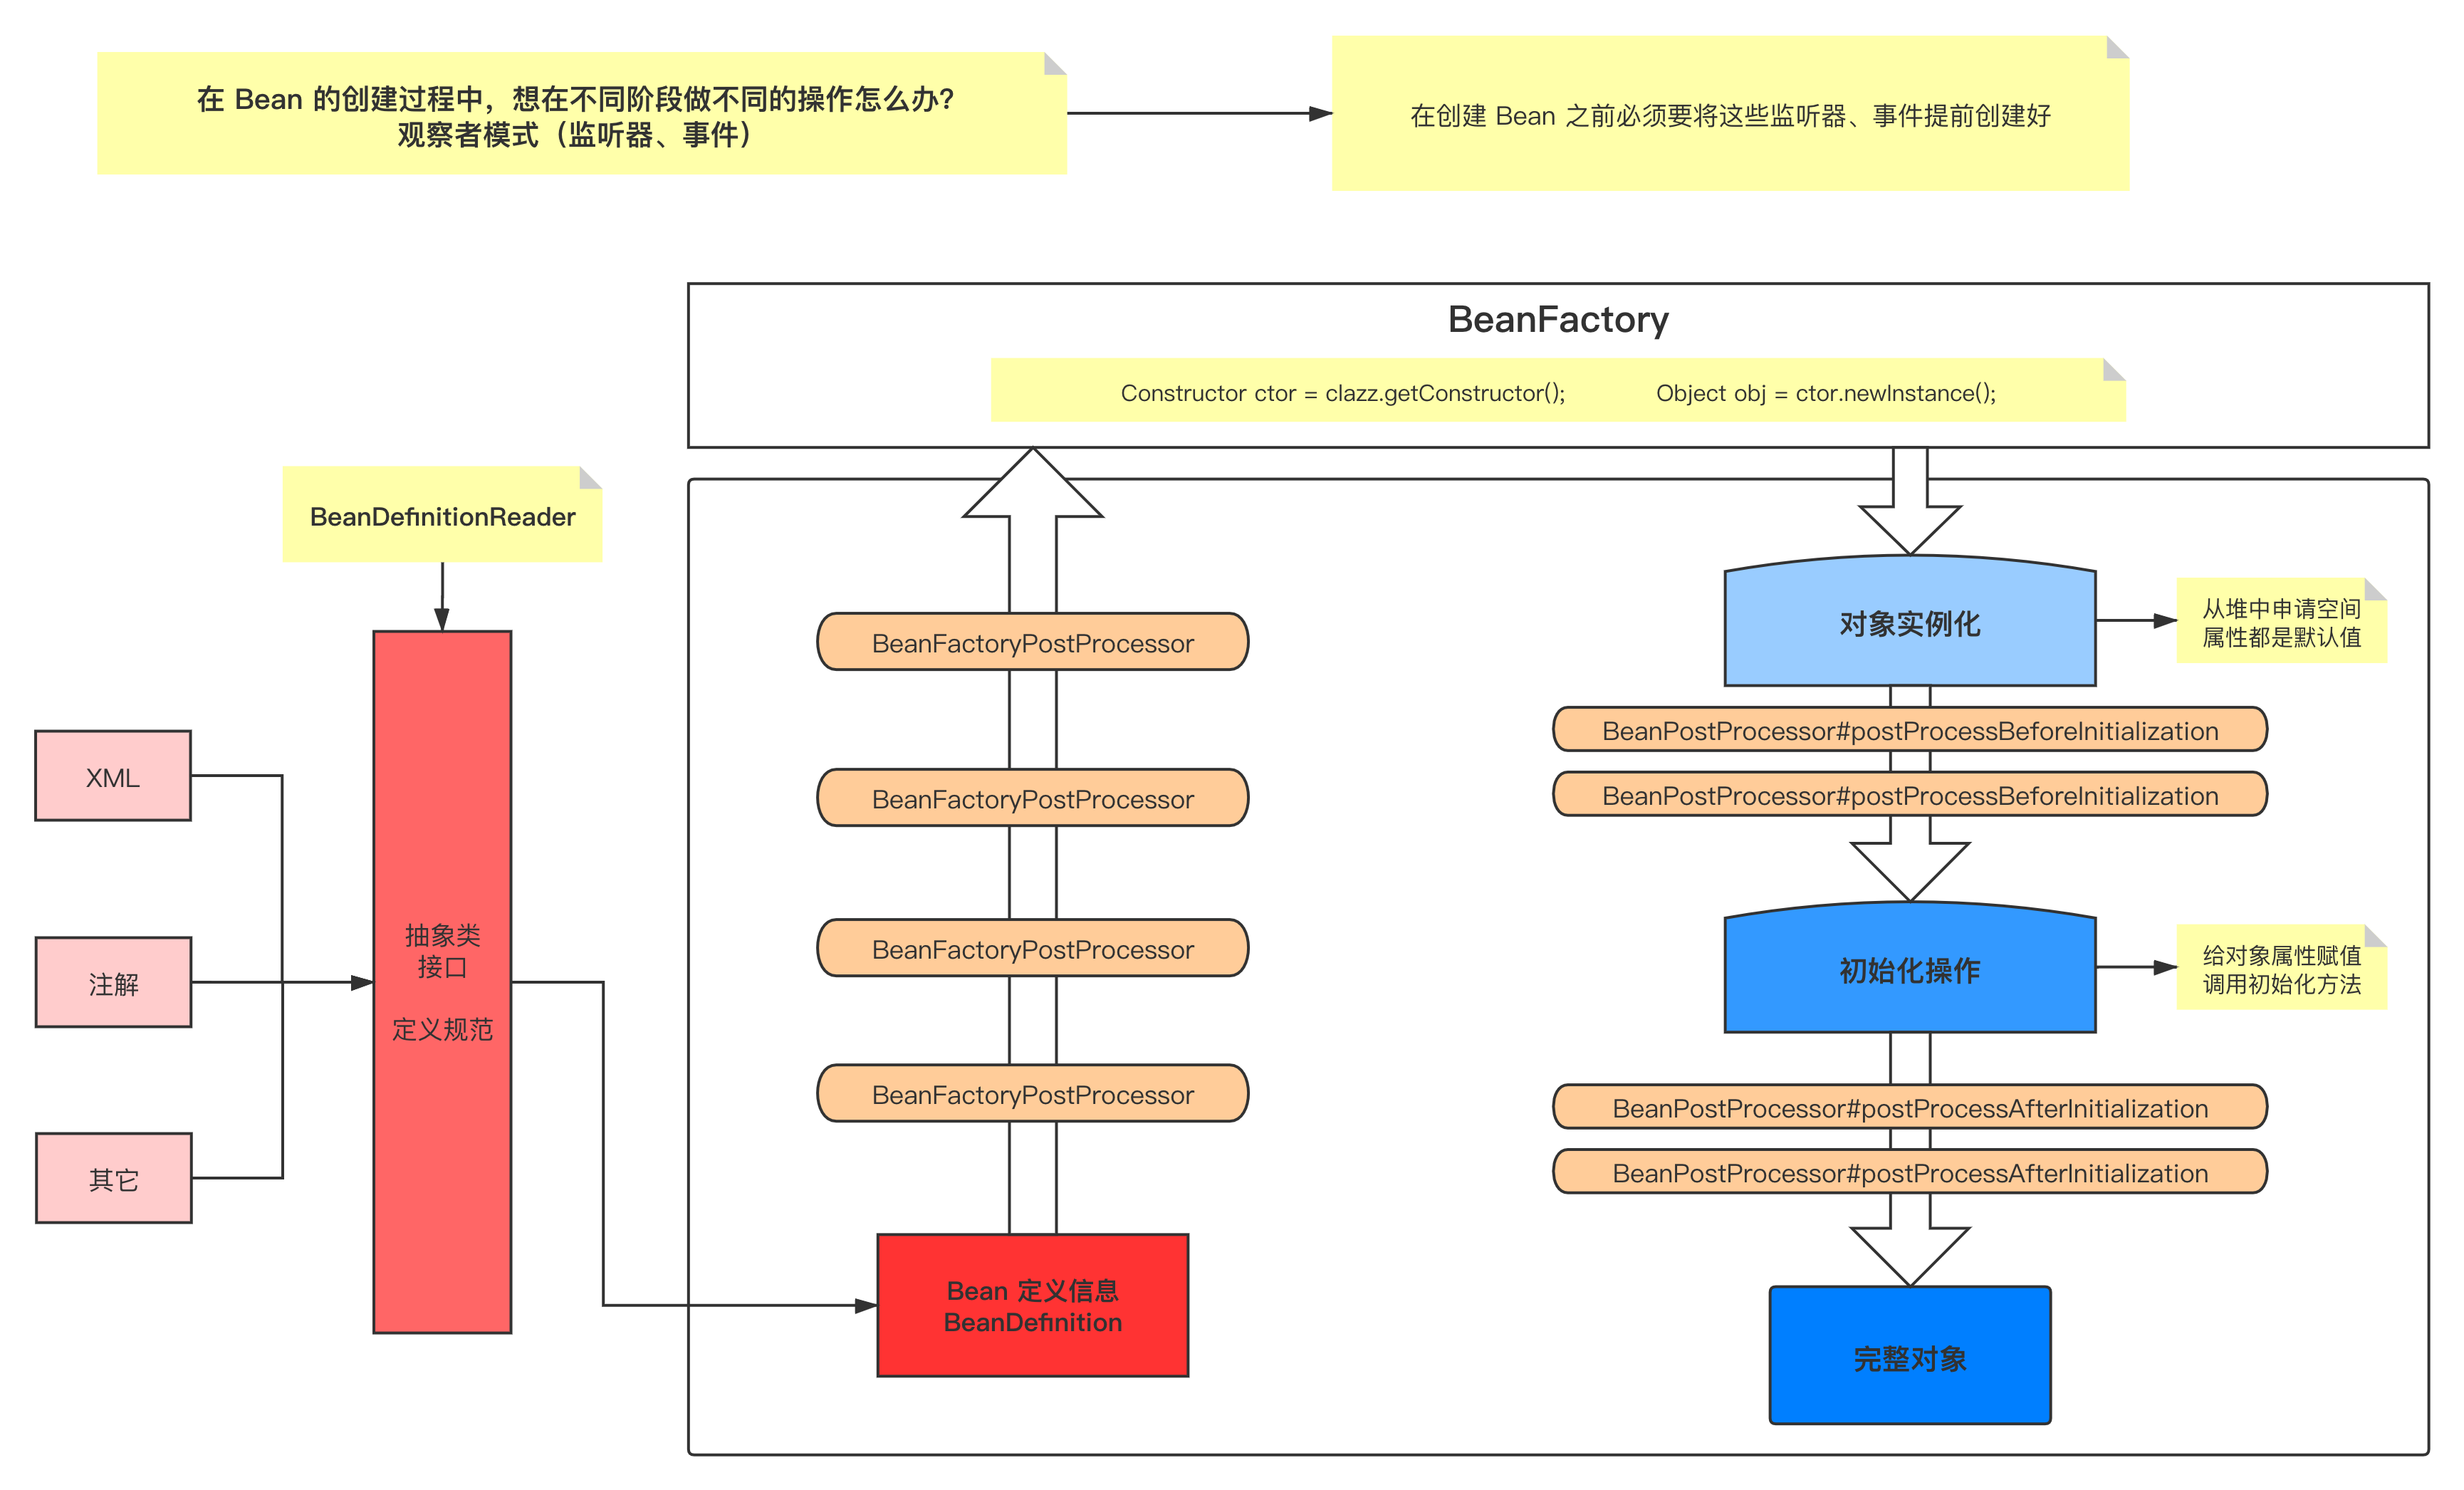 在 Bean 的创建过程中，想在不同阶段做不同的操作怎么办？
观察者模式（监听器、事件）
在创建 Bean 之前必须要将这些监听器、事件提前创建好
BeanFactory
Constructor ctor = clazz.getConstructor();
Object obj = ctor.newInstance();
BeanDefinitionReader
XML
注解
其它
抽象类
接口
定义规范
BeanFactoryPostProcessor
BeanFactoryPostProcessor
BeanFactoryPostProcessor
BeanFactoryPostProcessor
Bean 定义信息
BeanDefinition
对象实例化
从堆中申请空间
属性都是默认值
BeanPostProcessor#postProcessBeforeInitialization
BeanPostProcessor#postProcessBeforeInitialization
初始化操作
给对象属性赋值
调用初始化方法
BeanPostProcessor#postProcessAfterInitialization
BeanPostProcessor#postProcessAfterInitialization
完整对象